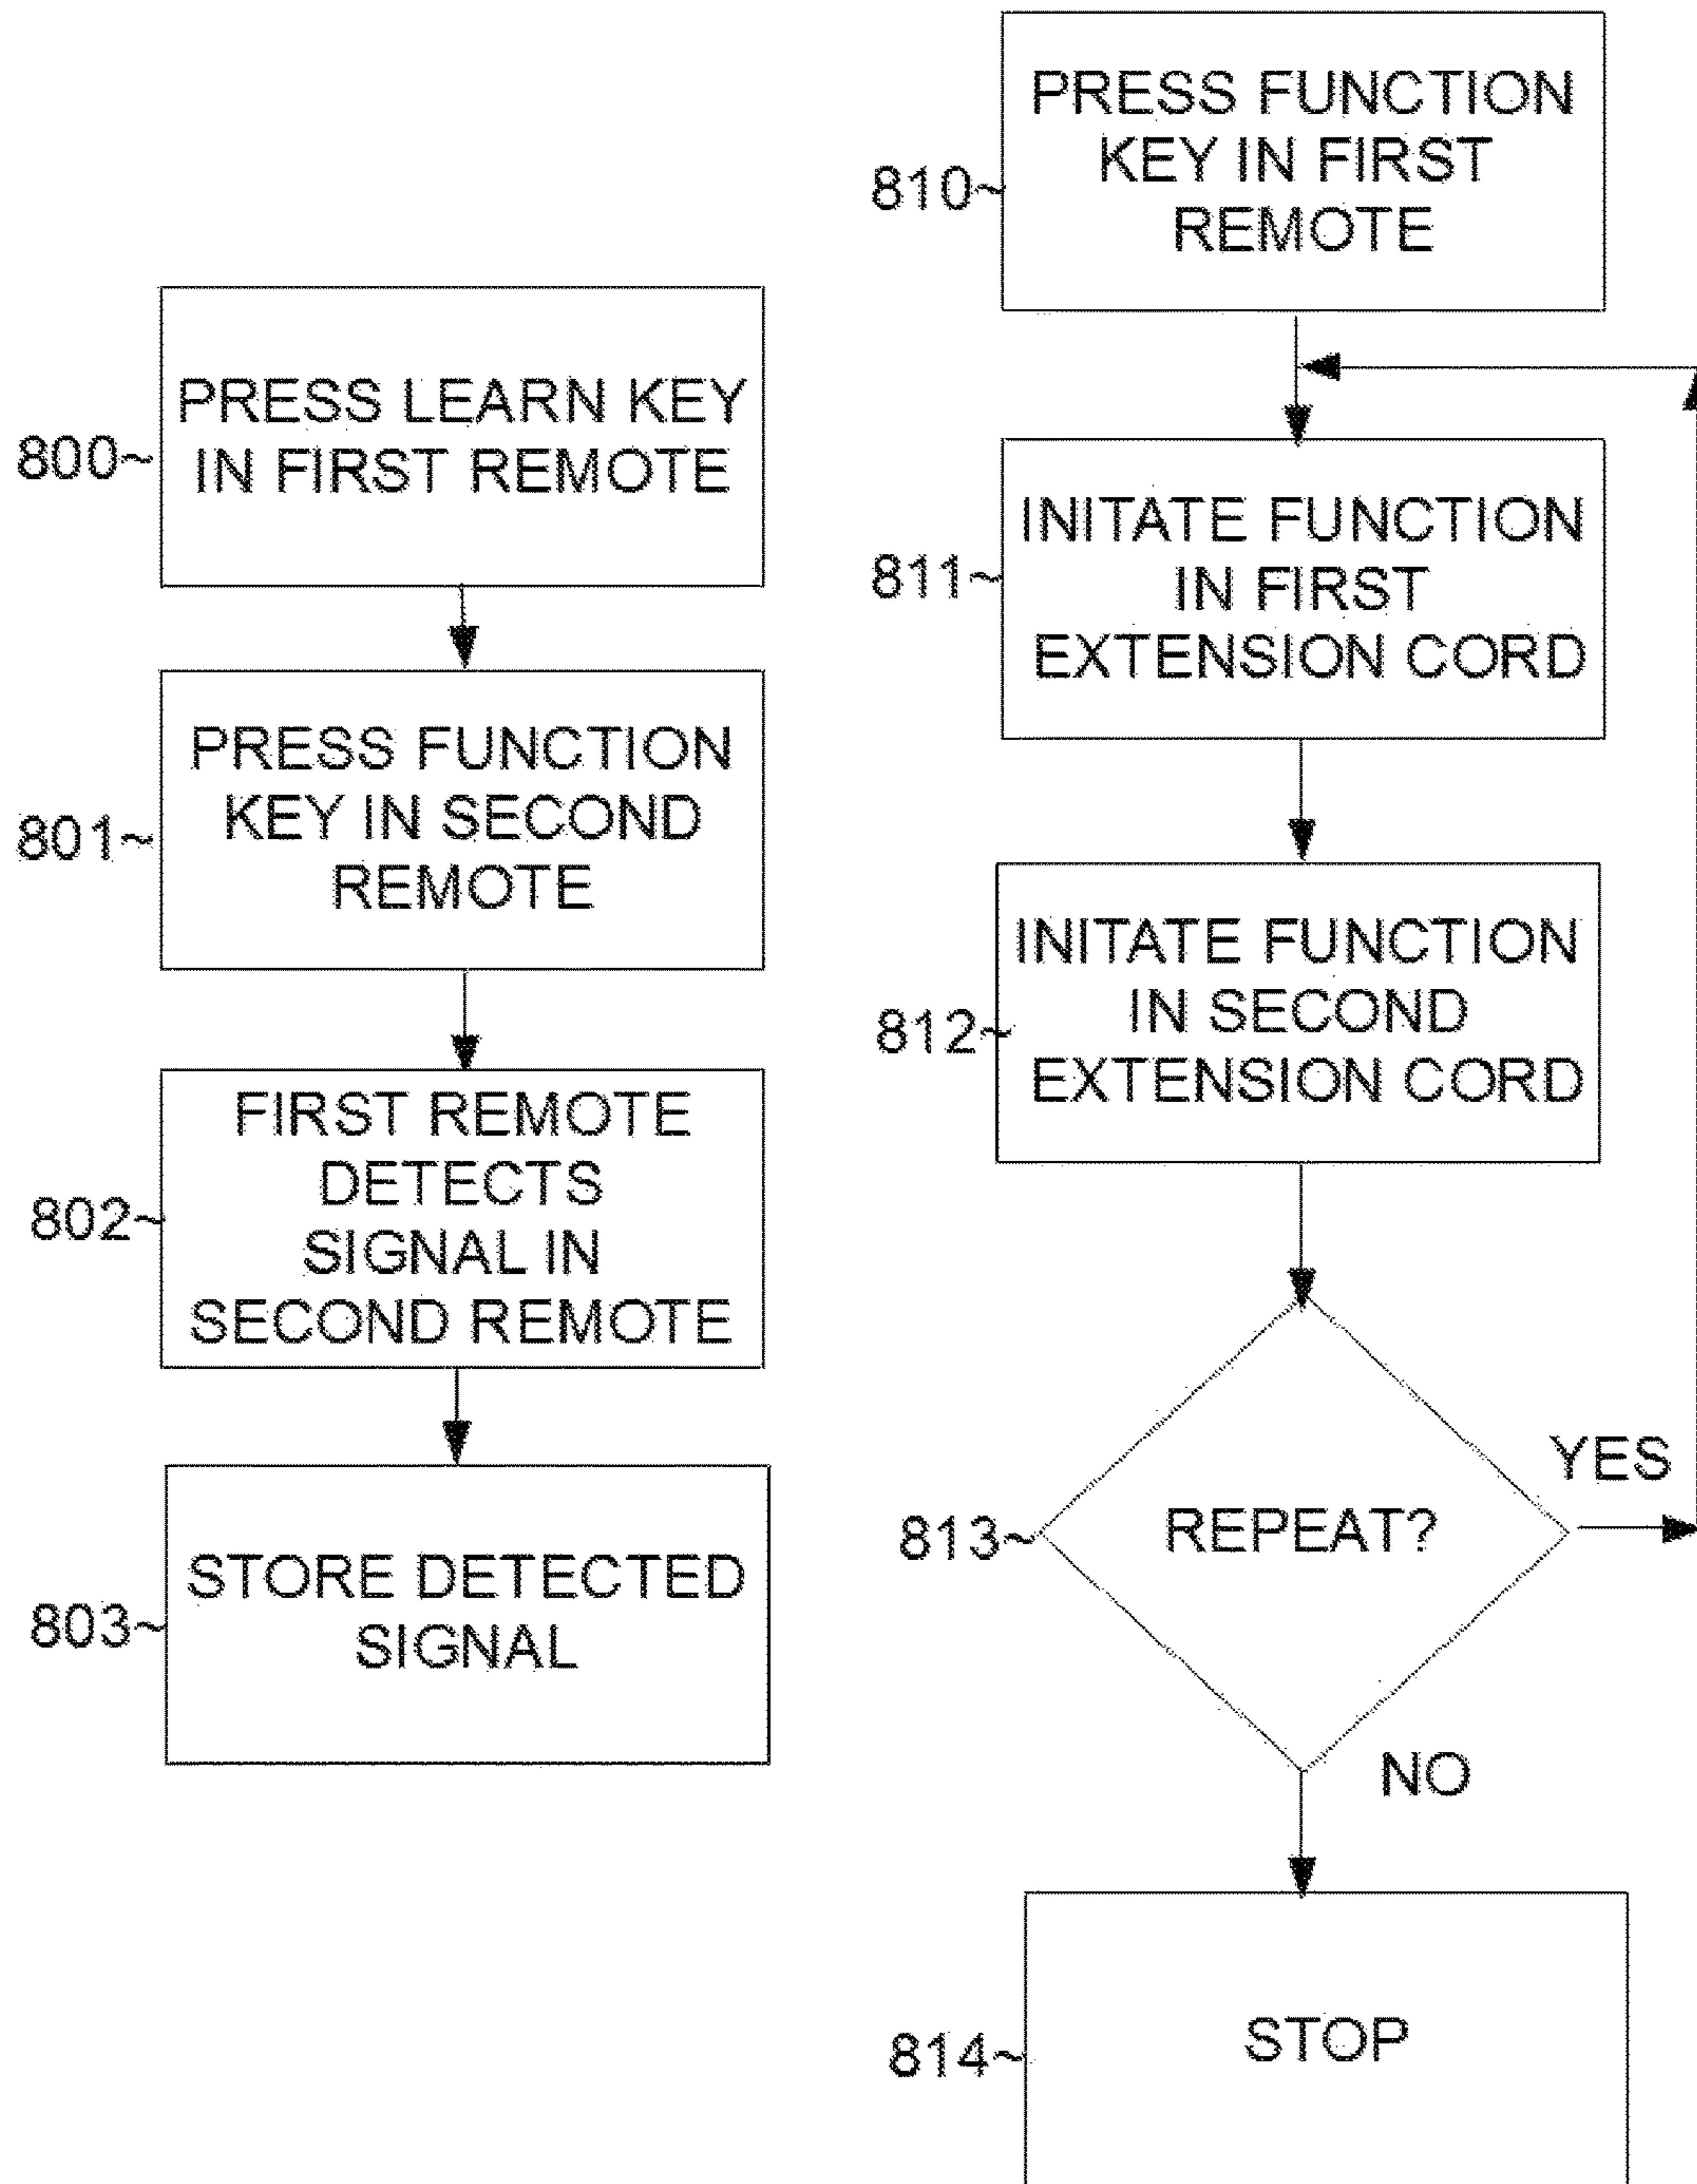 800~
PRESS LEARN KEY
IN FIRST REMOTE
801~
PRESS FUNCTION
KEY IN SECOND
REMOTE
802~
FIRST REMOTE
DETECTS
SIGNAL IN
SECOND REMOTE
803~
STORE DETECTED
SIGNAL
810~
PRESS FUNCTION
KEY IN FIRST
REMOTE
811~
INITATE FUNCTION
IN FIRST
EXTENSION CORD
812~
INITATE FUNCTION
IN SECOND
EXTENSION CORD
813~
REPEAT?
YES
NO
814~
STOP